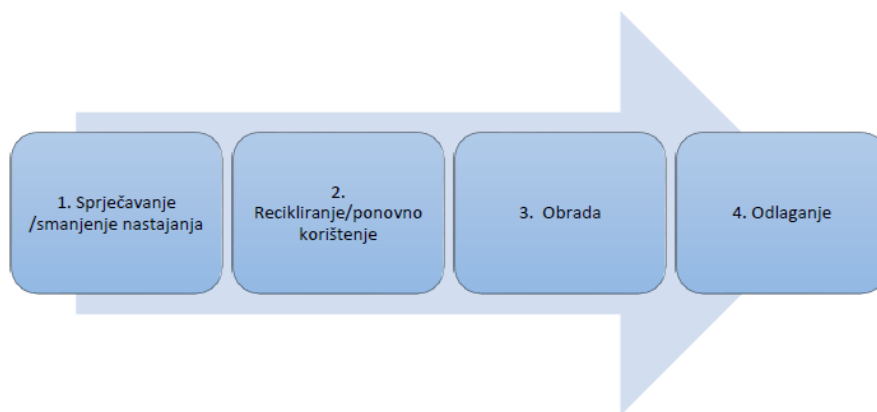 1. Sprječavanje
/smanjenje nastajanja
2.
Recikliranje/ponovno
korištenje
3. Obrada
4. Odlaganje